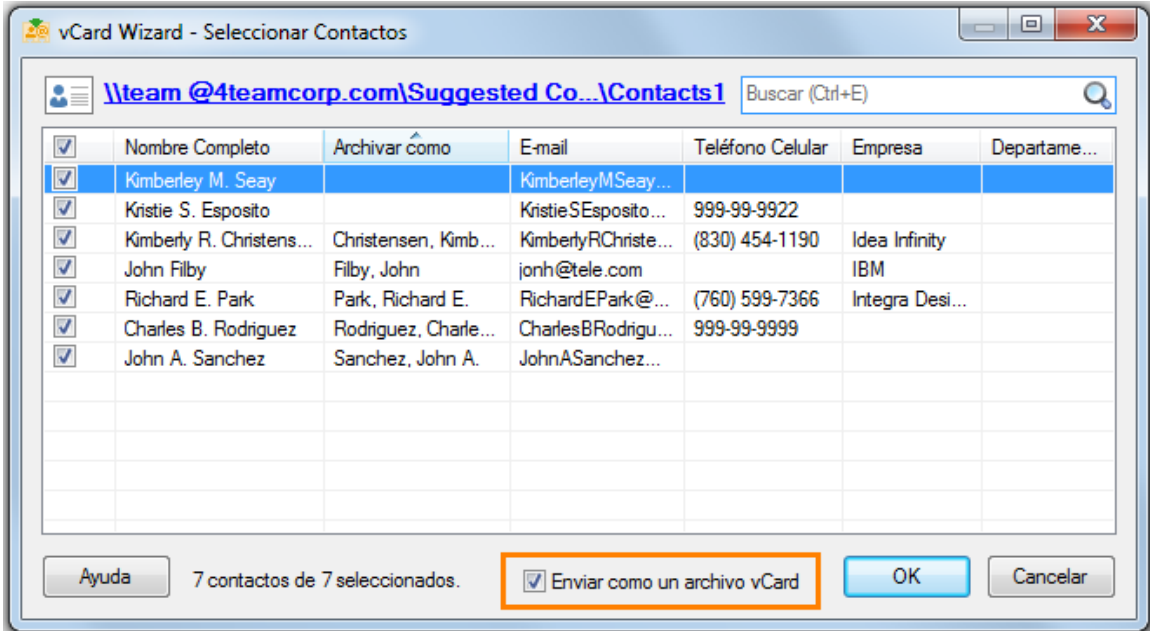 vCard Wizard - Seleccionar Contactos
\\team @4teamcorp.com\Suggested Co...\Contacts1 Buscar (Ctrl+E)
Nombre Completo Archivar como E-mail Teléfono Celular Empresa Departame...
Kimberley M. Seay KimberleyMSeay...
Kristie S. Esposito KristieSEsposito... 999-99-9922
Kimberly R. Christens... Christensen, Kimb... KimberlyRChriste... (830) 454-1190 Idea Infinity
John Filby Filby, John jonh@tele.com IBM
Richard E. Park Park, Richard E. RichardEPark@... (760) 599-7366 Integra Desi...
Charles B. Rodriguez Rodriguez, Charle... CharlesBRodrigu... 999-99-9999
John A. Sanchez Sanchez, John A. JohnASanchez...
Ayuda 7 contactos de 7 seleccionados. Enviar como un archivo vCard OK Cancelar